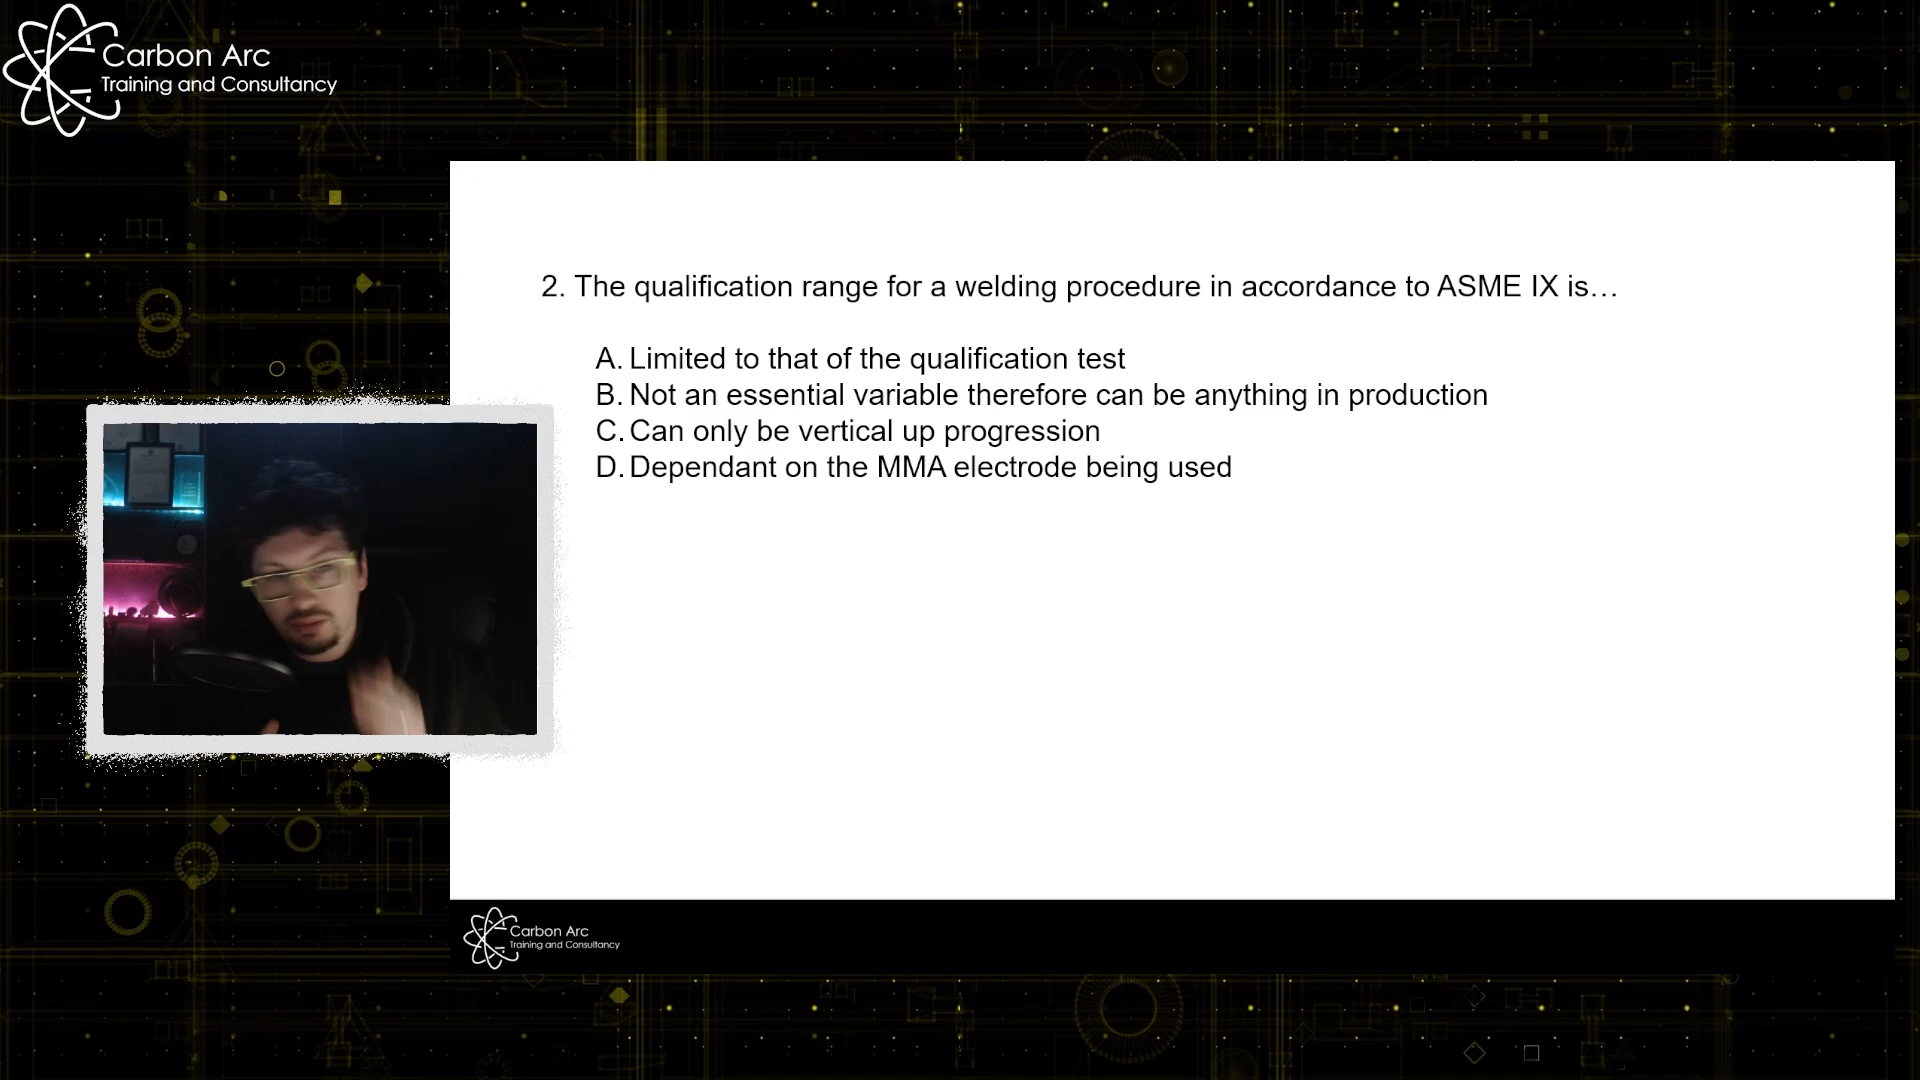 Carbon Arc
Training and Consultancy
2. The qualification range for a welding procedure in accordance to ASME IX is…
A. Limited to that of the qualification test
B. Not an essential variable therefore can be anything in production
C. Can only be vertical up progression
D. Dependant on the MMA electrode being used
Carbon Arc
Training and Consultancy